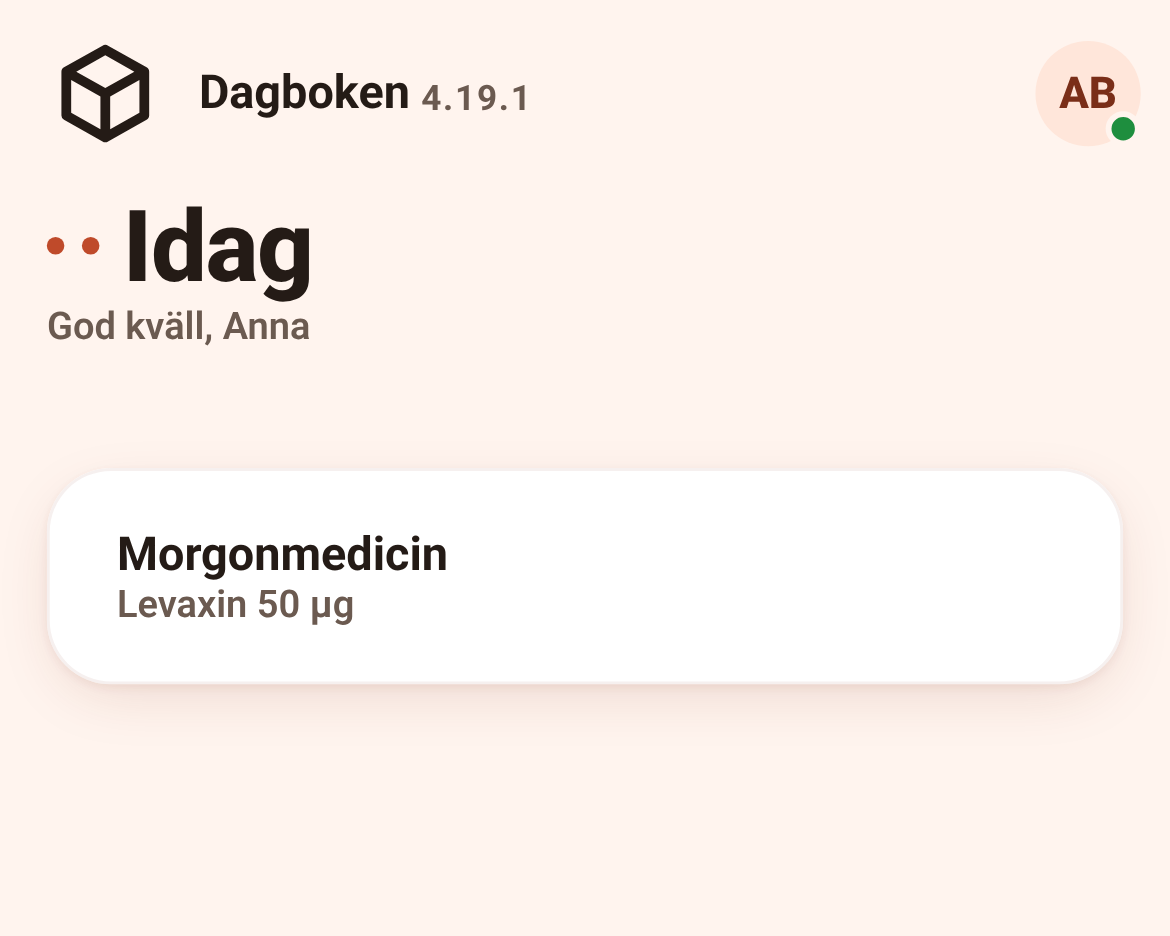 Dagboken 4.19.1
AB
Idag
God kväll, Anna
Morgonmedicin
Levaxin 50 µg